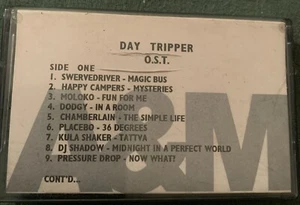 DAY TRIPPER
O.S.T.
SIDE ONE
1. SWERVEDRIVER - MAGIC BUS
2. HAPPY CAMPERS - MYSTERIES
3. MOLOKO - FUN FOR ME
4. DODGY - IN A ROOM
5. CHAMBERLAIN - THE SIMPLE LIFE
6. PLACEBO - 36 DEGREES
7. KULA SHAKER - TATTVA
8. DJ SHADOW - MIDNIGHT IN A PERFECT WORLD
9. PRESSURE DROP - NOW WHAT?
CONT'D...
A&M